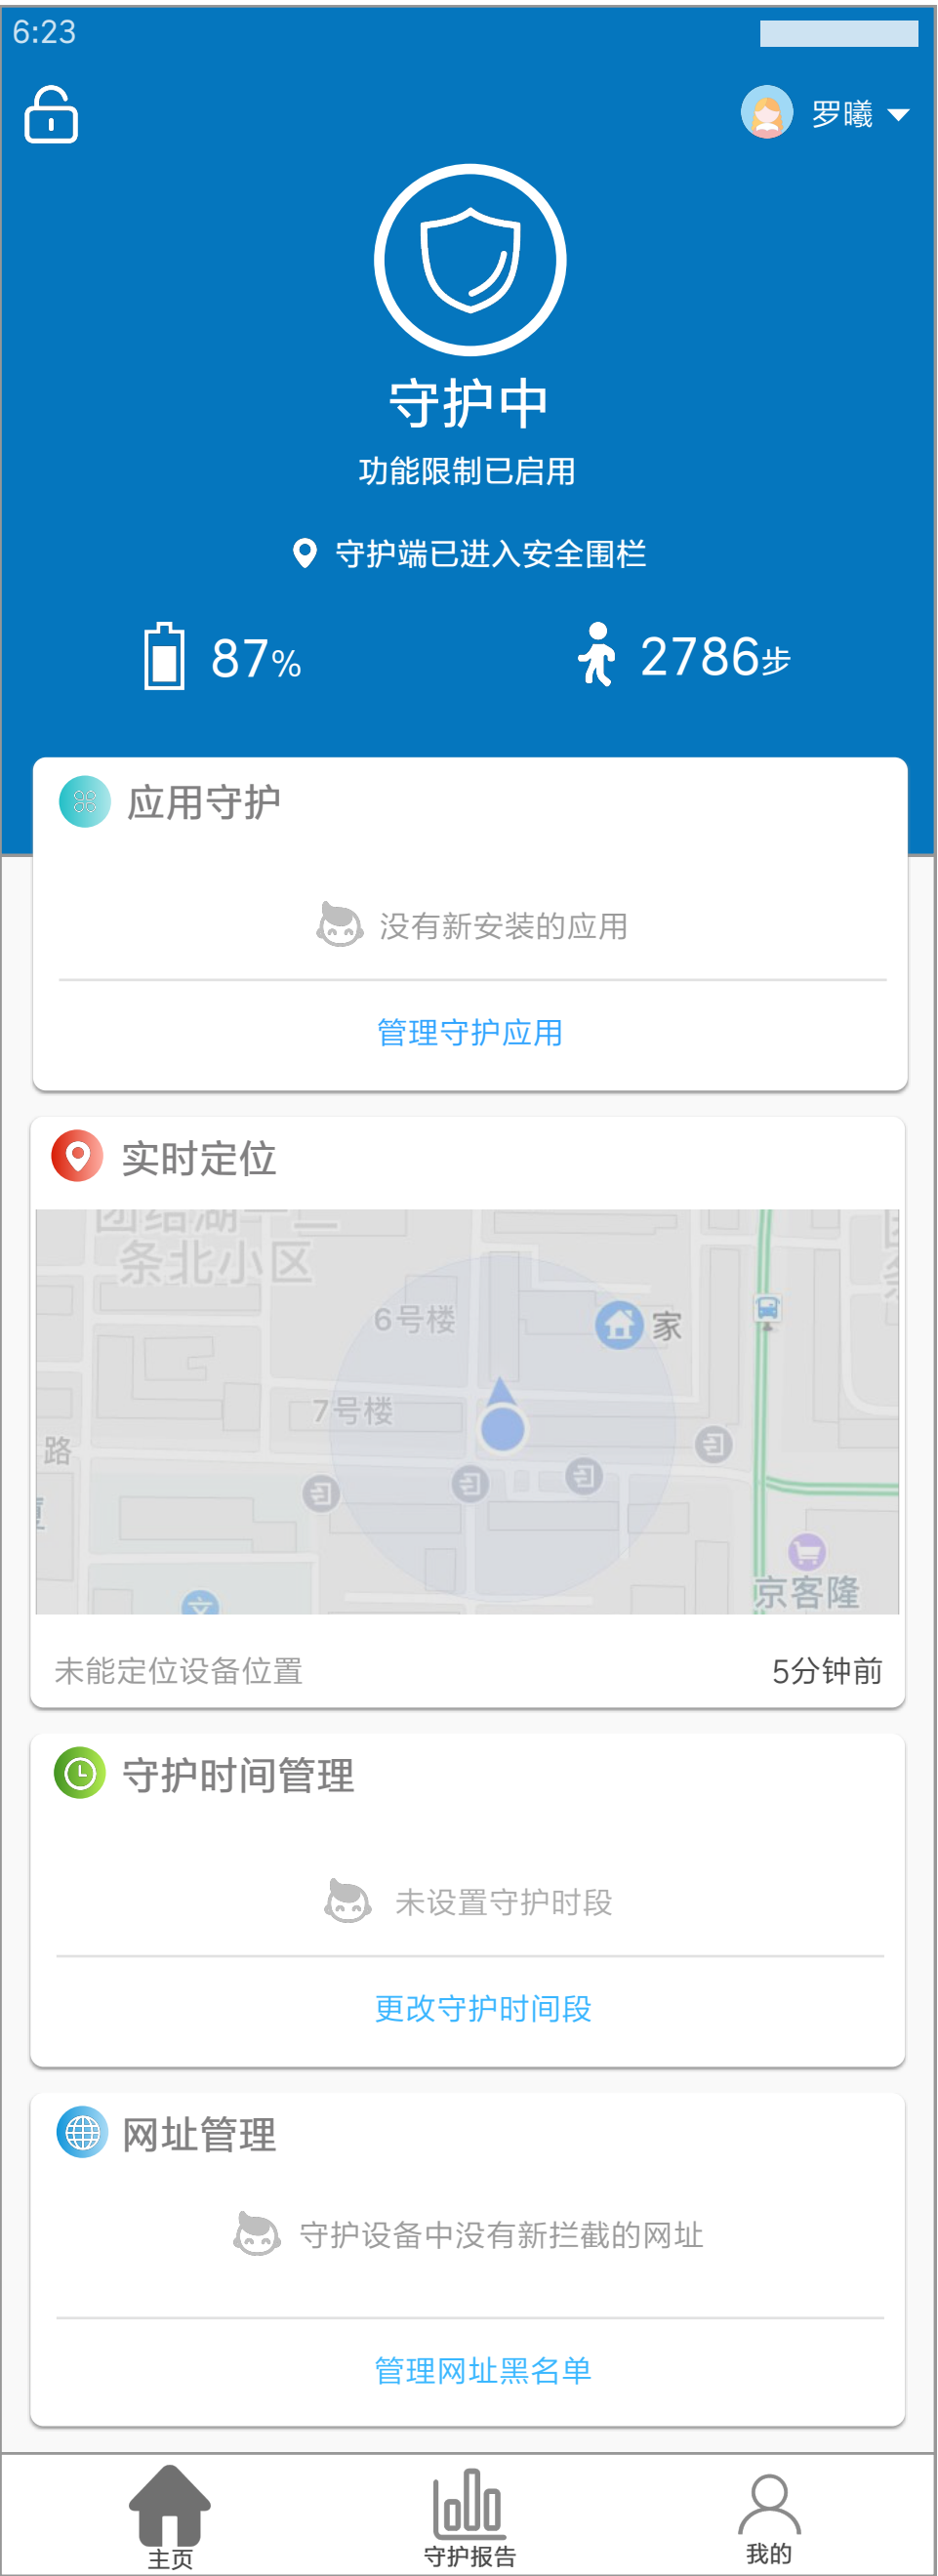 6:23
罗曦
守护中
功能限制已启用
守护端已进入安全围栏
87%
2786步
应用守护
没有新安装的应用
管理守护应用
实时定位
团结湖一二
条北小区
6号楼
家
7号楼
路
文
京客隆
未能定位设备位置
5分钟前
守护时间管理
未设置守护时段
更改守护时间段
网址管理
守护设备中没有新拦截的网址
管理网址黑名单
主页
守护报告
我的